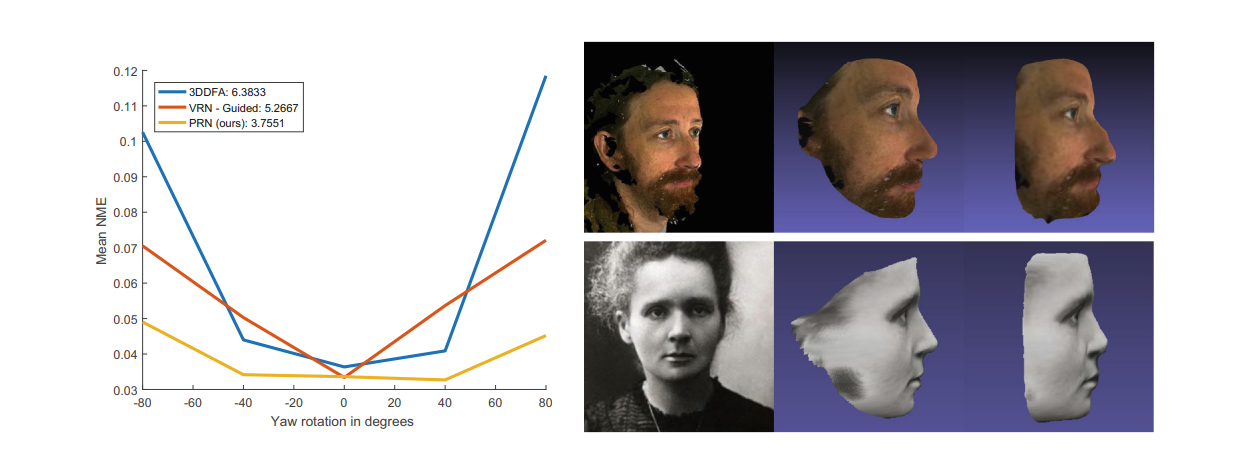 0.12
0.11
0.1
0.09
0.08
0.07
0.06
0.05
0.04
0.03
Mean NME
3DDFA: 6.3833
VRN - Guided: 5.2667
PRN (ours): 3.7551
-80 -60 -40 -20 0 20 40 60 80
Yaw rotation in degrees